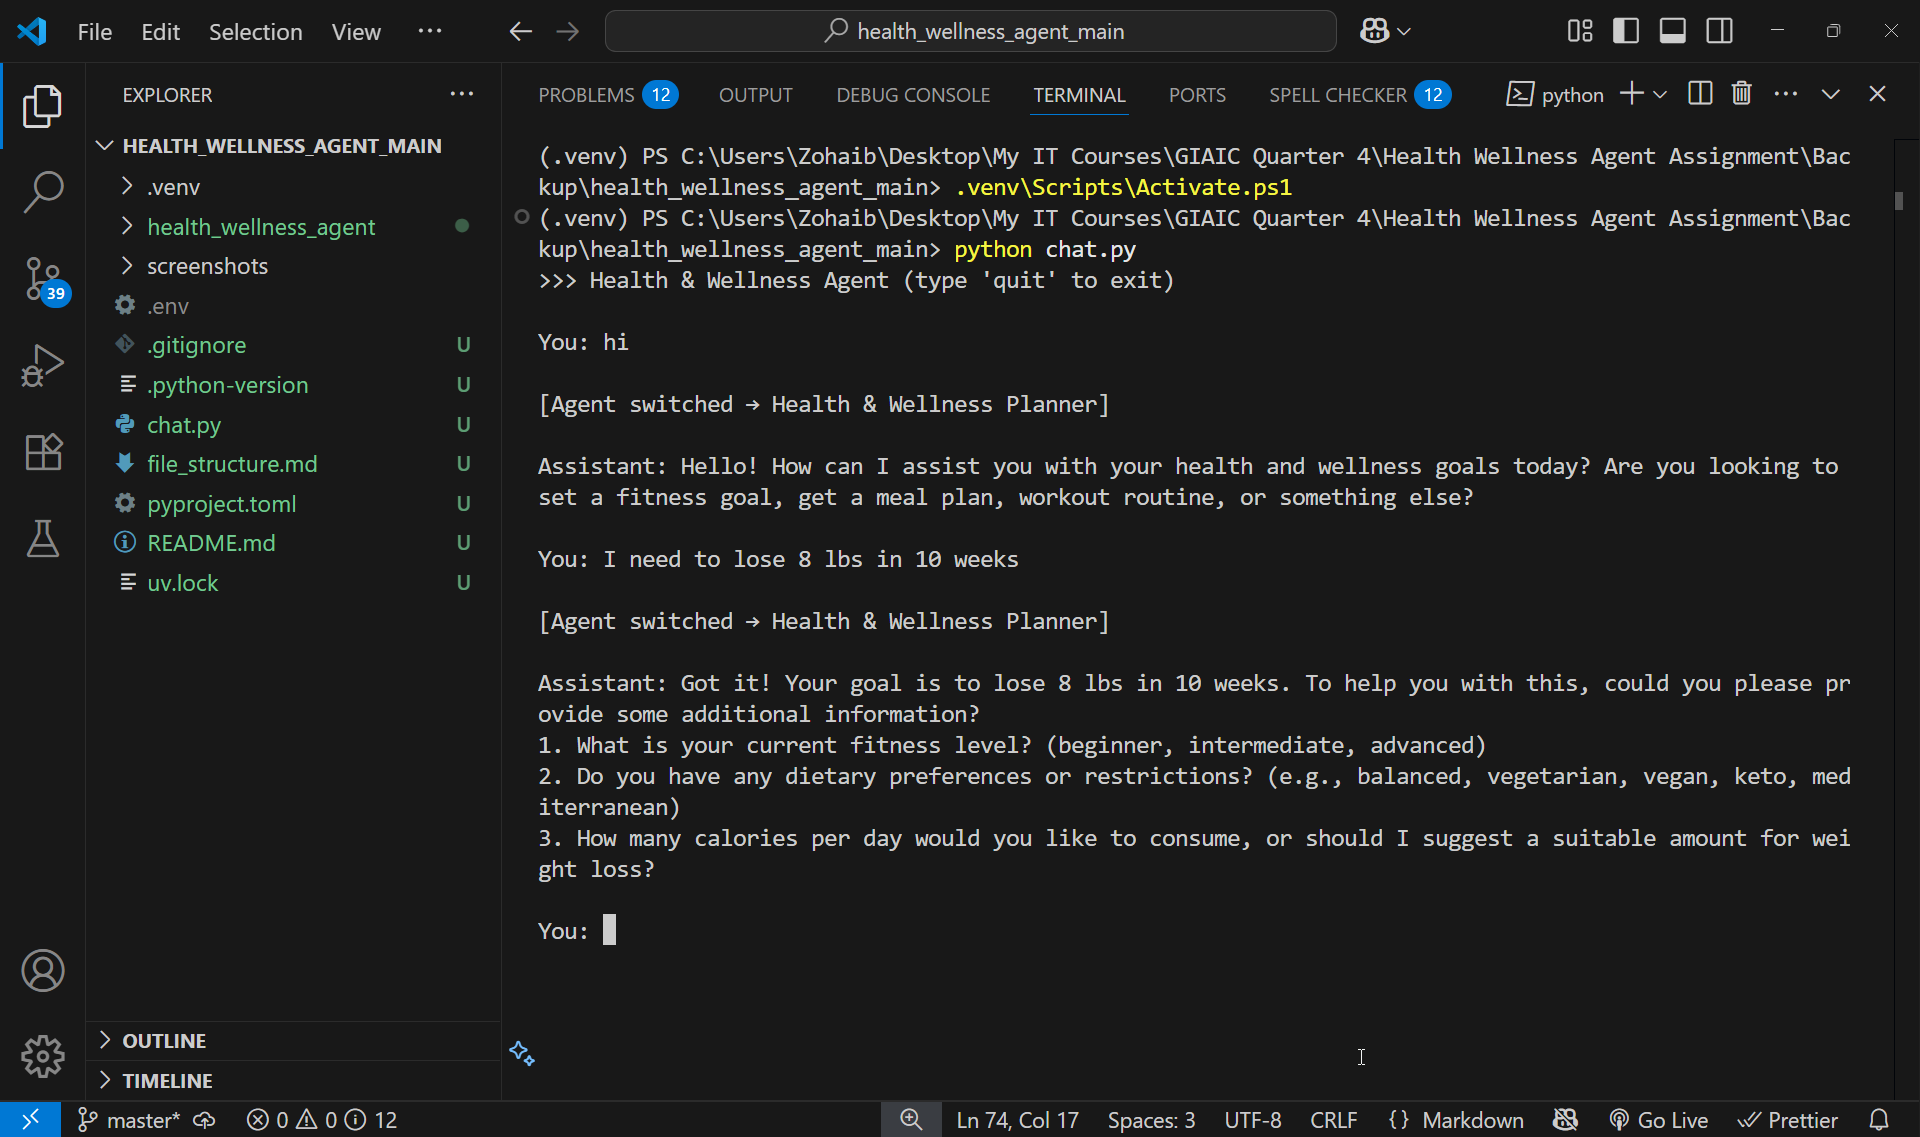 File Edit Selection View ···
health_wellness_agent_main
EXPLORER
HEALTH_WELLNESS_AGENT_MAIN
.venv
health_wellness_agent
screenshots
39
.env
.gitignore U
.python-version U
chat.py U
file_structure.md U
pyproject.toml U
README.md U
uv.lock U
OUTLINE
TIMELINE
PROBLEMS 12 OUTPUT DEBUG CONSOLE TERMINAL PORTS SPELL CHECKER 12 python
(.venv) PS C:\Users\Zohaib\Desktop\My IT Courses\GIAIC Quarter 4\Health Wellness Agent Assignment\Bac
kup\health_wellness_agent_main> .venv\Scripts\Activate.ps1
(.venv) PS C:\Users\Zohaib\Desktop\My IT Courses\GIAIC Quarter 4\Health Wellness Agent Assignment\Bac
kup\health_wellness_agent_main> python chat.py
>>> Health & Wellness Agent (type 'quit' to exit)
You: hi
[Agent switched → Health & Wellness Planner]
Assistant: Hello! How can I assist you with your health and wellness goals today? Are you looking to
set a fitness goal, get a meal plan, workout routine, or something else?
You: I need to lose 8 lbs in 10 weeks
[Agent switched → Health & Wellness Planner]
Assistant: Got it! Your goal is to lose 8 lbs in 10 weeks. To help you with this, could you please pr
ovide some additional information?
1. What is your current fitness level? (beginner, intermediate, advanced)
2. Do you have any dietary preferences or restrictions? (e.g., balanced, vegetarian, vegan, keto, med
iterranean)
3. How many calories per day would you like to consume, or should I suggest a suitable amount for wei
ght loss?
You:
master* 0 0 12 Ln 74, Col 17 Spaces: 3 UTF-8 CRLF {} Markdown Go Live Prettier